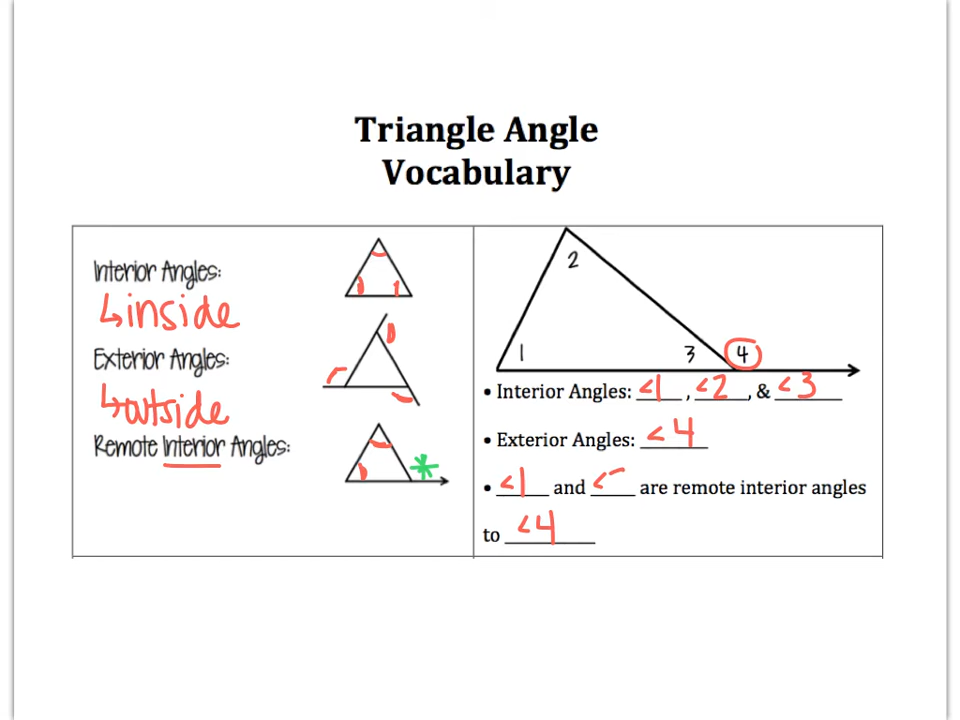 Triangle Angle
Vocabulary
Interior Angles:
↳inside
Exterior Angles:
↳outside
Remote Interior Angles:
*
2
1
3
4
• Interior Angles: <1, <2, & <3
• Exterior Angles: <4
• <1 and < are remote interior angles
to <4